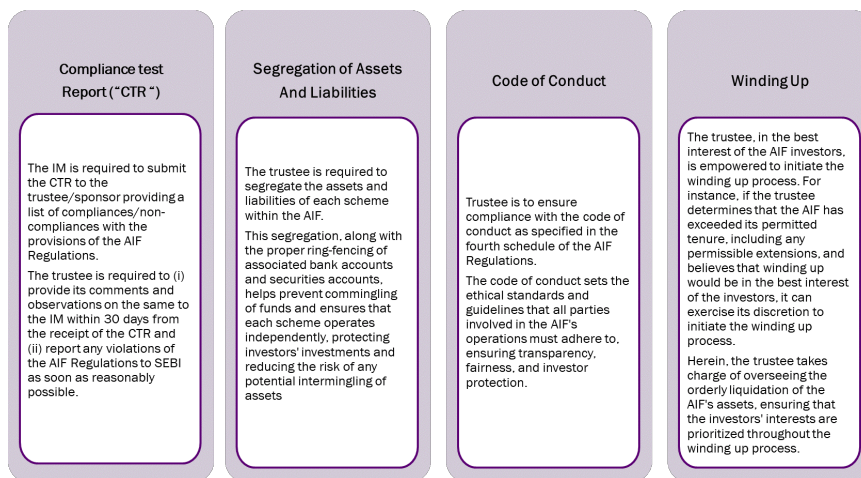 Compliance test
Report (“CTR “)
The IM is required to submit
the CTR to the
trustee/sponsor providing a
list of compliances/non-
compliances with the
provisions of the AIF
Regulations.
The trustee is required to (i)
provide its comments and
observations on the same to
the IM within 30 days from
the receipt of the CTR and
(ii) report any violations of
the AIF Regulations to SEBI
as soon as reasonably
possible.
Segregation of Assets
And Liabilities
The trustee is required to
segregate the assets and
liabilities of each scheme
within the AIF.
This segregation, along with
the proper ring-fencing of
associated bank accounts
and securities accounts,
helps prevent commingling
of funds and ensures that
each scheme operates
independently, protecting
investors' investments and
reducing the risk of any
potential intermingling of
assets
Code of Conduct
Trustee is to ensure
compliance with the code of
conduct as specified in the
fourth schedule of the AIF
Regulations.
The code of conduct sets the
ethical standards and
guidelines that all parties
involved in the AIF's
operations must adhere to,
ensuring transparency,
fairness, and investor
protection.
Winding Up
The trustee, in the best
interest of the AIF investors,
is empowered to initiate the
winding up process. For
instance, if the trustee
determines that the AIF has
exceeded its permitted
tenure, including any
permissible extensions, and
believes that winding up
would be in the best interest
of the investors, it can
exercise its discretion to
initiate the winding up
process.
Herein, the trustee takes
charge of overseeing the
orderly liquidation of the
AIF's assets, ensuring that
the investors' interests are
prioritized throughout the
winding up process.